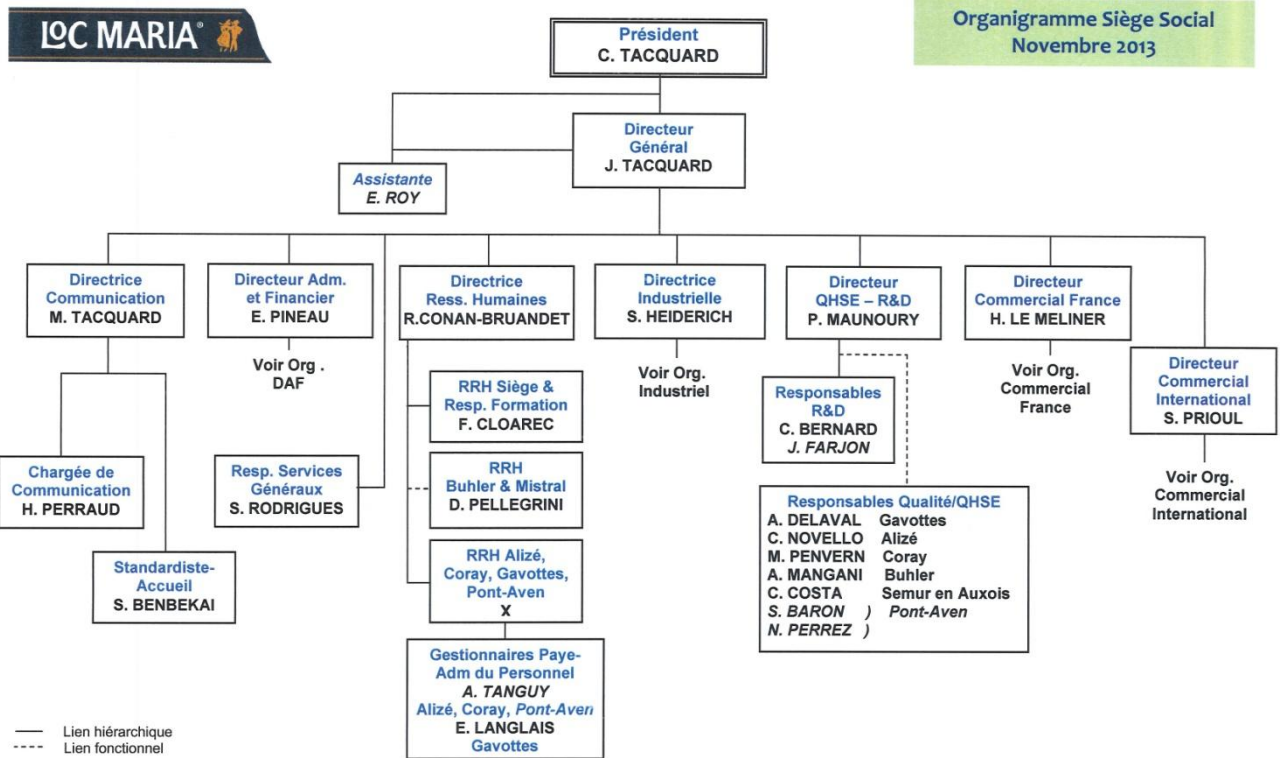 LOC MARIA®
Organigramme Siège Social
Novembre 2013
Président
C. TACQUARD
Directeur
Général
J. TACQUARD
Assistante
E. ROY
Directrice
Communication
M. TACQUARD
Directeur Adm.
et Financier
E. PINEAU
Voir Org .
DAF
Directrice
Ress. Humaines
R.CONAN-BRUANDET
Directrice
Industrielle
S. HEIDERICH
Voir Org.
Industriel
Directeur
QHSE – R&D
P. MAUNOURY
Directeur
Commercial France
H. LE MELINER
Voir Org.
Commercial
France
Directeur
Commercial
International
S. PRIOUL
Voir Org.
Commercial
International
Chargée de
Communication
H. PERRAUD
Standardiste-
Accueil
S. BENBEKAI
Resp. Services
Généraux
S. RODRIGUES
RRH Siège &
Resp. Formation
F. CLOAREC
RRH
Buhler & Mistral
D. PELLEGRINI
RRH Alizé,
Coray, Gavottes,
Pont-Aven
X
Gestionnaires Paye-
Adm du Personnel
A. TANGUY
Alizé, Coray, Pont-Aven
E. LANGLAIS
Gavottes
Responsables
R&D
C. BERNARD
J. FARJON
Responsables Qualité/QHSE
A. DELAVAL Gavottes
C. NOVELLO Alizé
M. PENVERN Coray
A. MANGANI Buhler
C. COSTA Semur en Auxois
S. BARON ) Pont-Aven
N. PERREZ )
Lien hiérarchique
Lien fonctionnel